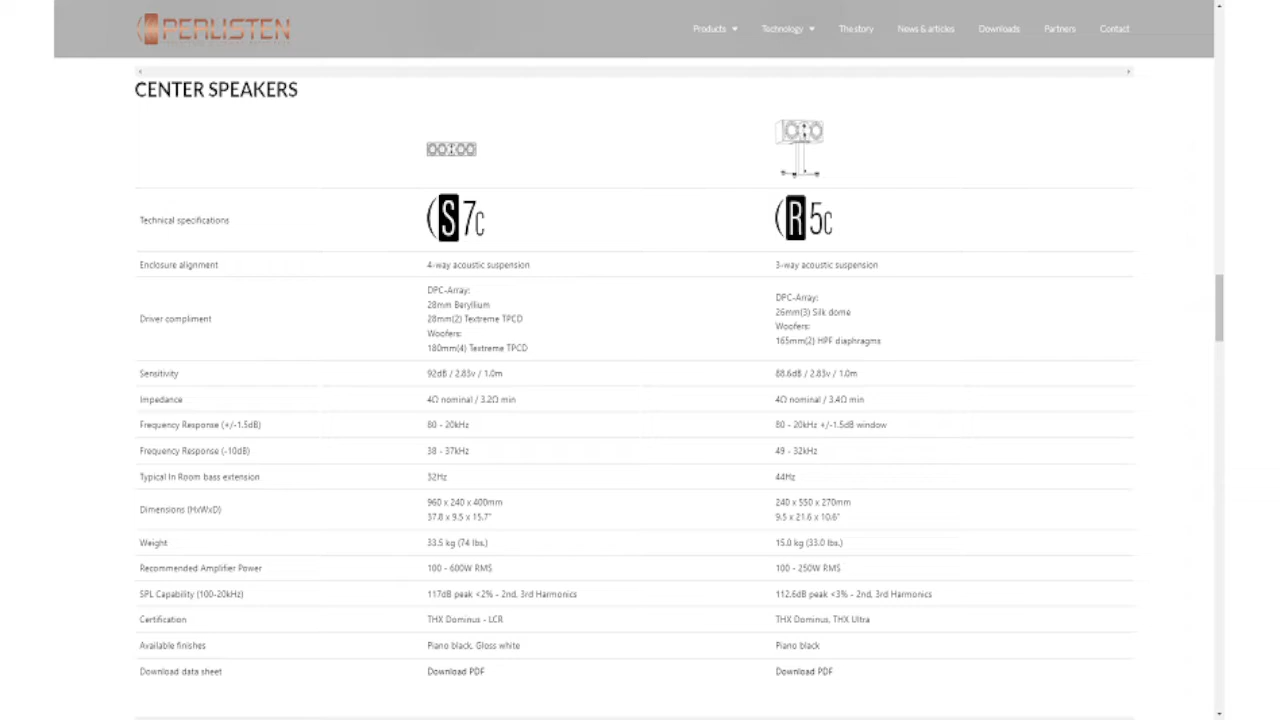 PERLISTEN
Products Technology The story News & articles Downloads Partners Contact
CENTER SPEAKERS
Technical specifications S7c R5c
Enclosure alignment 4-way acoustic suspension 3-way acoustic suspension
DPC-Array:
28mm Beryllium
28mm(2) Textreme TPCD
Woofers:
180mm(4) Textreme TPCD
Driver compliment
DPC-Array:
26mm(3) Silk dome
Woofers:
165mm(2) HPF diaphragms
Sensitivity 92dB / 2.83v / 1.0m 88.6dB / 2.83v / 1.0m
Impedance 4Ω nominal / 3.2Ω min 4Ω nominal / 3.4Ω min
Frequency Response (+/-1.5dB) 80 - 20kHz 80 - 20kHz +/-1.5dB window
Frequency Response (-10dB) 38 - 37kHz 49 - 32kHz
Typical In Room bass extension 32Hz 44Hz
Dimensions (HxWxD)
960 x 240 x 400mm
37.8 x 9.5 x 15.7"
240 x 550 x 270mm
9.5 x 21.6 x 10.6"
Weight 33.5 kg (74 lbs.) 15.0 kg (33.0 lbs.)
Recommended Amplifier Power 100 - 600W RMS 100 - 250W RMS
SPL Capability (100-20kHz) 117dB peak <2% - 2nd, 3rd Harmonics 112.6dB peak <3% - 2nd, 3rd Harmonics
Certification THX Dominus - LCR THX Dominus, THX Ultra
Available finishes Piano black, Gloss white Piano black
Download data sheet Download PDF Download PDF